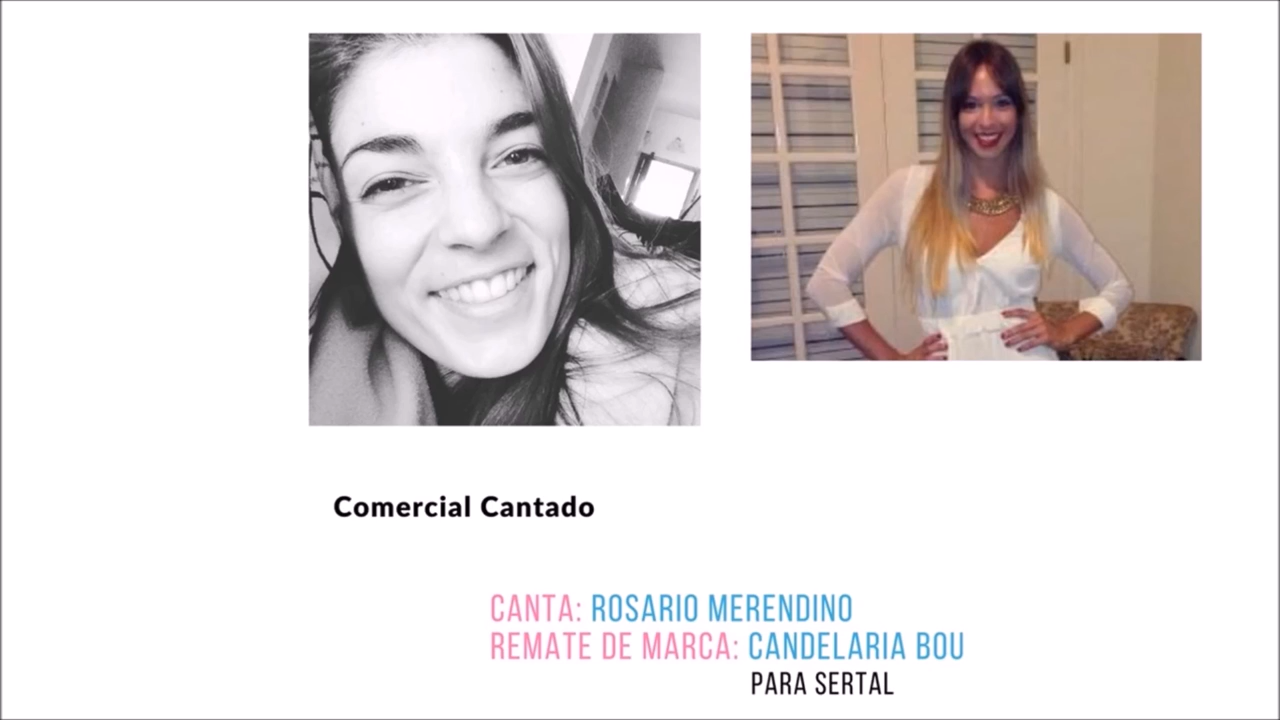 Comercial Cantado
CANTA: ROSARIO MERENDINO
REMATE DE MARCA: CANDELARIA BOU
PARA SERTAL